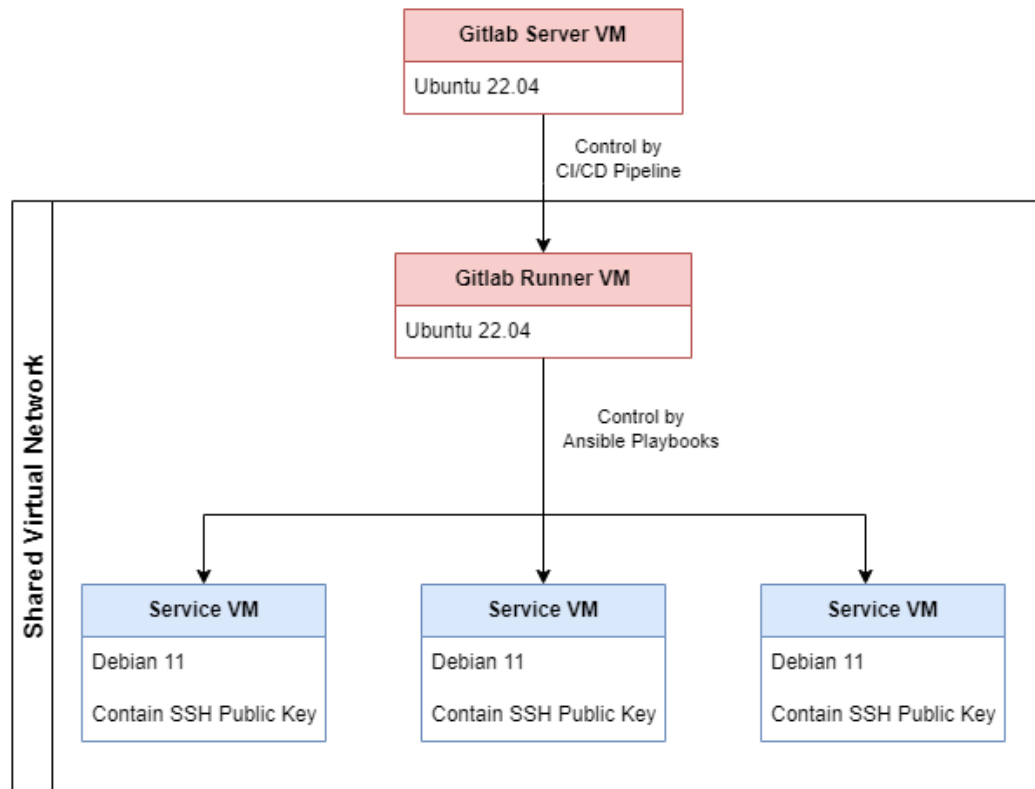 Gitlab Server VM
Ubuntu 22.04
Control by
CI/CD Pipeline
Shared Virtual Network
Gitlab Runner VM
Ubuntu 22.04
Control by
Ansible Playbooks
Service VM
Debian 11
Contain SSH Public Key
Service VM
Debian 11
Contain SSH Public Key
Service VM
Debian 11
Contain SSH Public Key